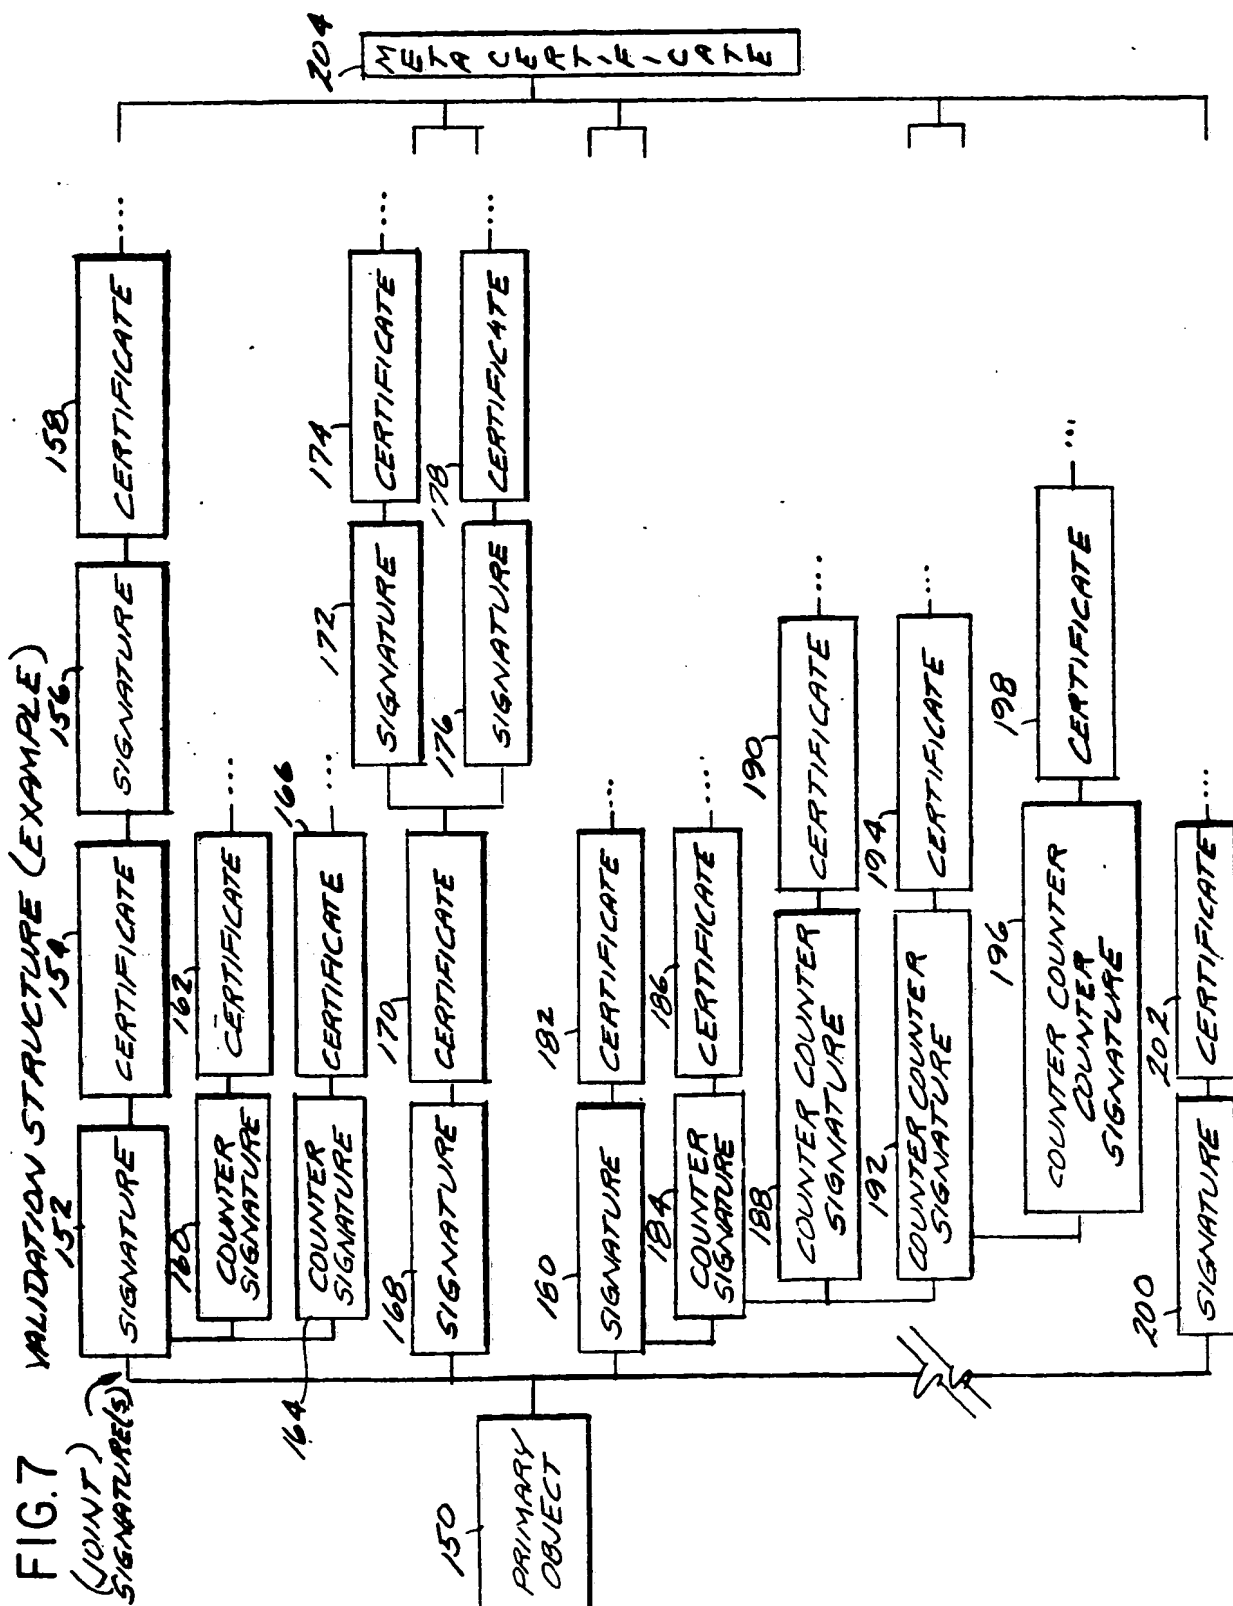 FIG.7
VALIDATION STRUCTURE (EXAMPLE)
(JOINT)
SIGNATURE(S)
150
PRIMARY
OBJECT
152
SIGNATURE
154
CERTIFICATE
156
SIGNATURE
158
CERTIFICATE
....
160
COUNTER
SIGNATURE
162
CERTIFICATE
....
164
COUNTER
SIGNATURE
166
CERTIFICATE
....
168
SIGNATURE
170
CERTIFICATE
172
SIGNATURE
174
CERTIFICATE
....
176
SIGNATURE
178
CERTIFICATE
....
180
SIGNATURE
182
CERTIFICATE
....
184
COUNTER
SIGNATURE
186
CERTIFICATE
....
188
COUNTER COUNTER
SIGNATURE
190
CERTIFICATE
....
192
COUNTER COUNTER
SIGNATURE
194
CERTIFICATE
....
196
COUNTER COUNTER
COUNTER
SIGNATURE
198
CERTIFICATE
....
200
SIGNATURE
202
CERTIFICATE
....
204
META CERTIFICATE